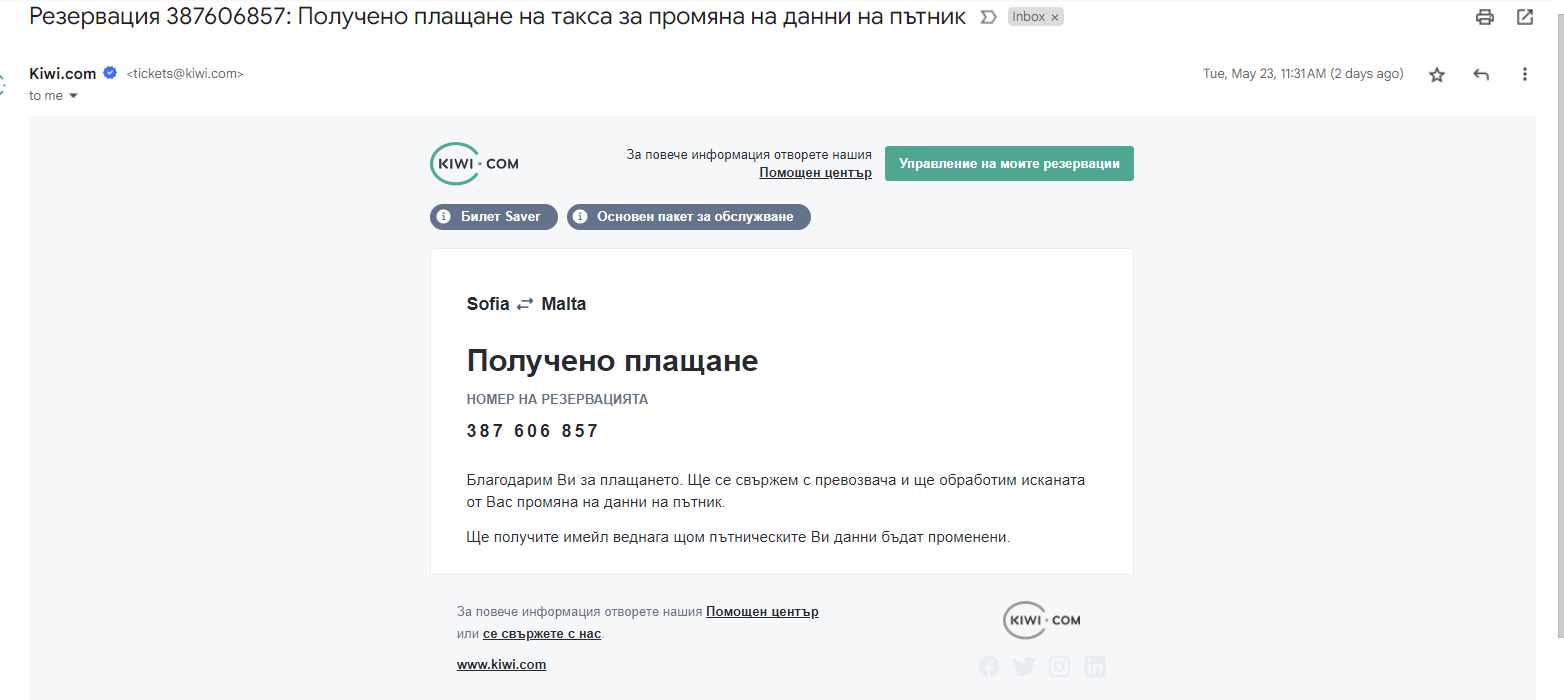 Резервация 387606857: Получено плащане на такса за промяна на данни на пътник Inbox ×
Kiwi.com <tickets@kiwi.com> Tue, May 23, 11:31 AM (2 days ago)
to me
KIWI·COM
За повече информация отворете нашия
Помощен център
Управление на моите резервации
Билет Saver
Основен пакет за обслужване
Sofia ⇄ Malta
Получено плащане
НОМЕР НА РЕЗЕРВАЦИЯТА
387 606 857
Благодарим Ви за плащането. Ще се свържем с превозвача и ще обработим исканата
от Вас промяна на данни на пътник.
Ще получите имейл веднага щом пътническите Ви данни бъдат променени.
За повече информация отворете нашия Помощен център
или се свържете с нас.
www.kiwi.com
KIWI·COM